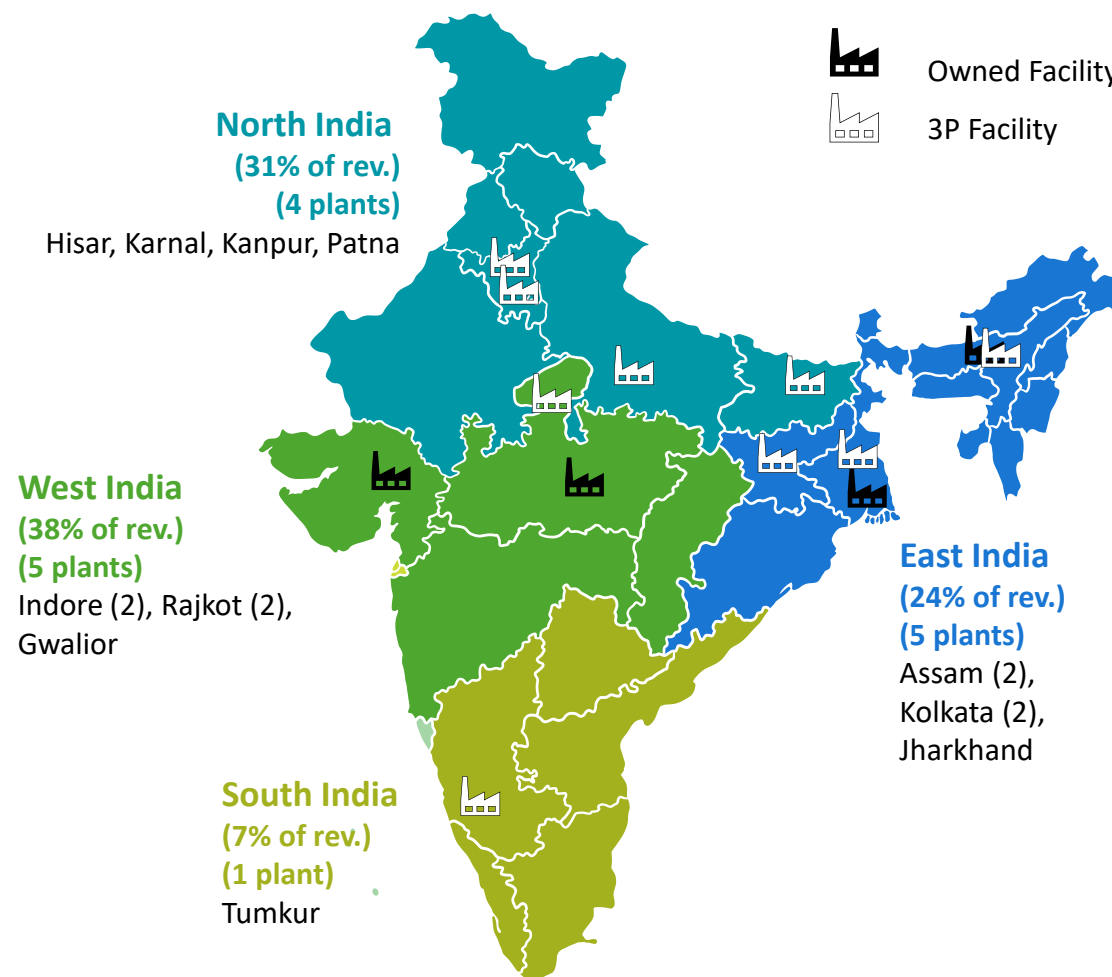 Owned Facility
3P Facility
North India
(31% of rev.)
(4 plants)
Hisar, Karnal, Kanpur, Patna
West India
(38% of rev.)
(5 plants)
Indore (2), Rajkot (2),
Gwalior
East India
(24% of rev.)
(5 plants)
Assam (2),
Kolkata (2),
Jharkhand
South India
(7% of rev.)
(1 plant)
Tumkur